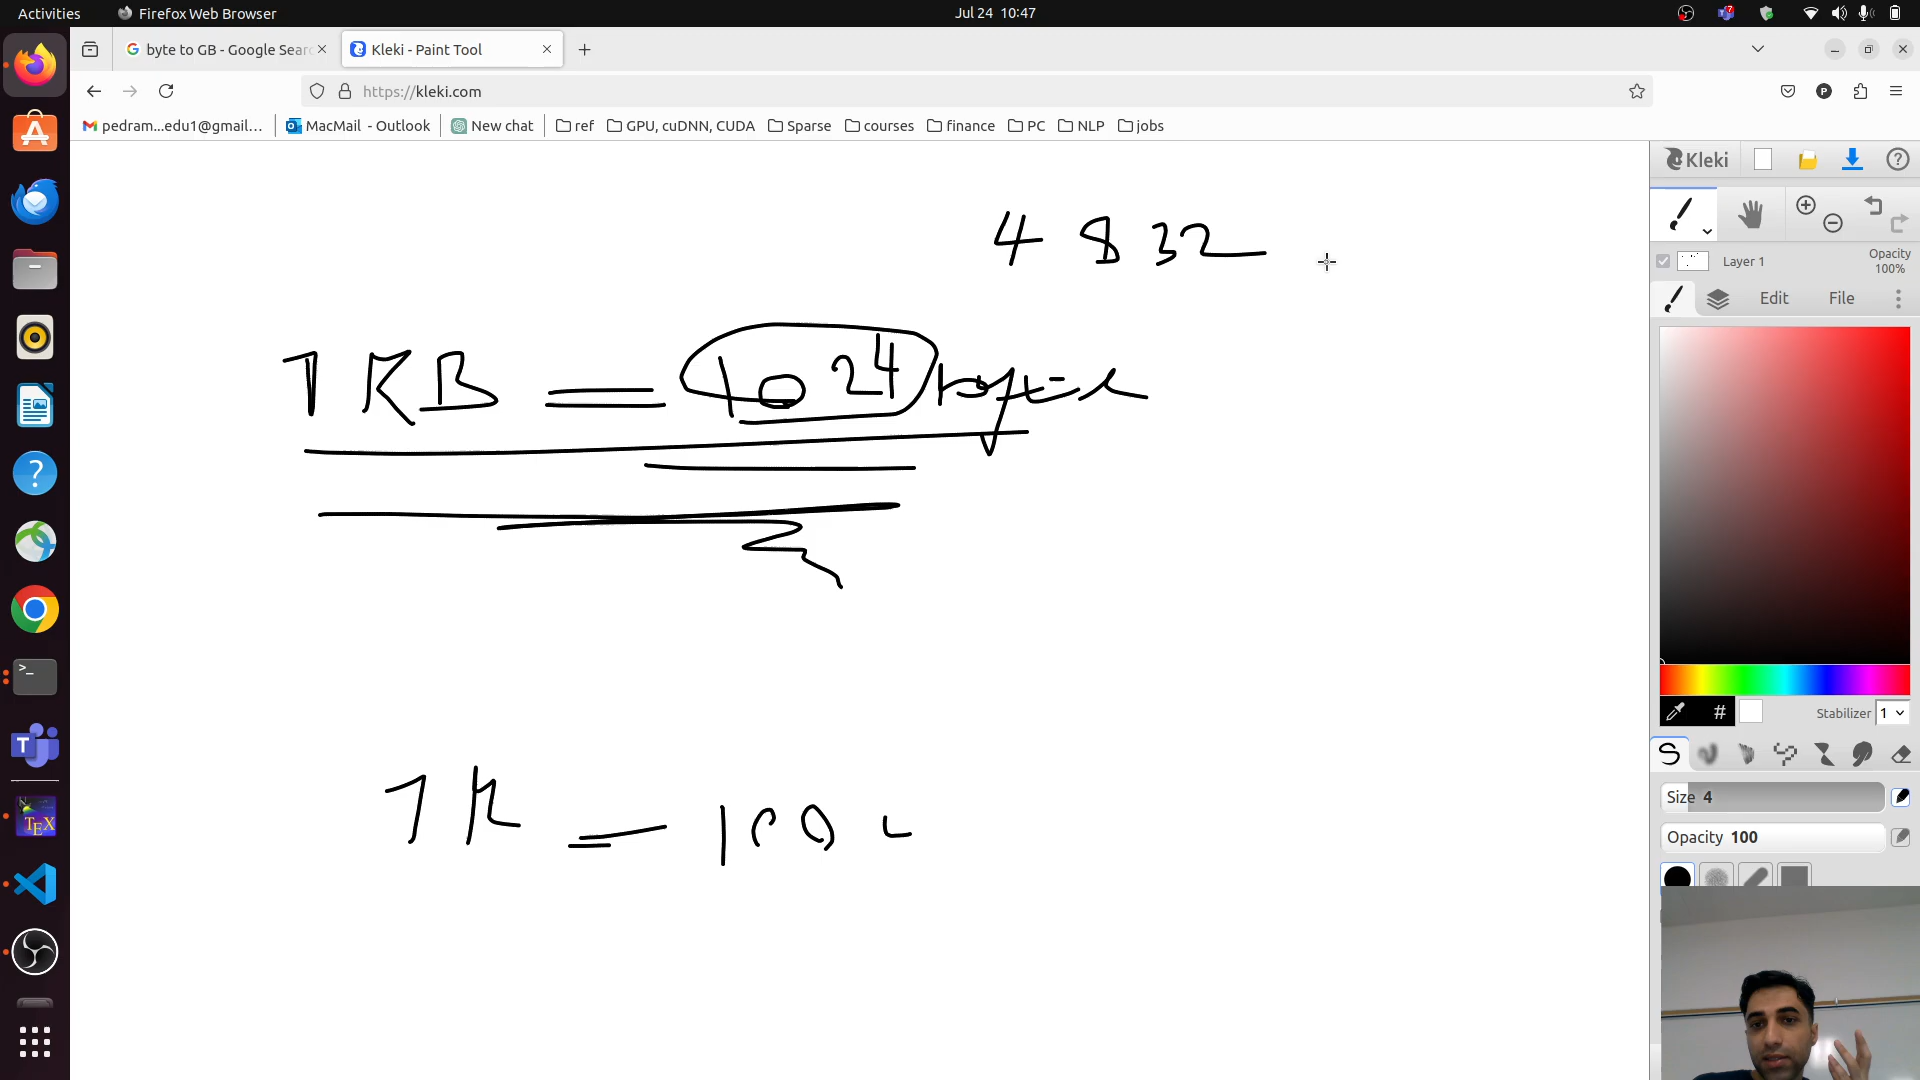 Activities Firefox Web Browser Jul 24 10:47
byte to GB - Google Searc Kleki - Paint Tool
https://kleki.com
pedram...edu1@gmail... MacMail - Outlook New chat ref GPU, cuDNN, CUDA Sparse courses finance PC NLP jobs
Kleki
4 8 32
Layer 1 Opacity
100%
Edit File
1 KB = 1024 byte
# Stabilizer 1
Size 4
1 K = 100
Opacity 100